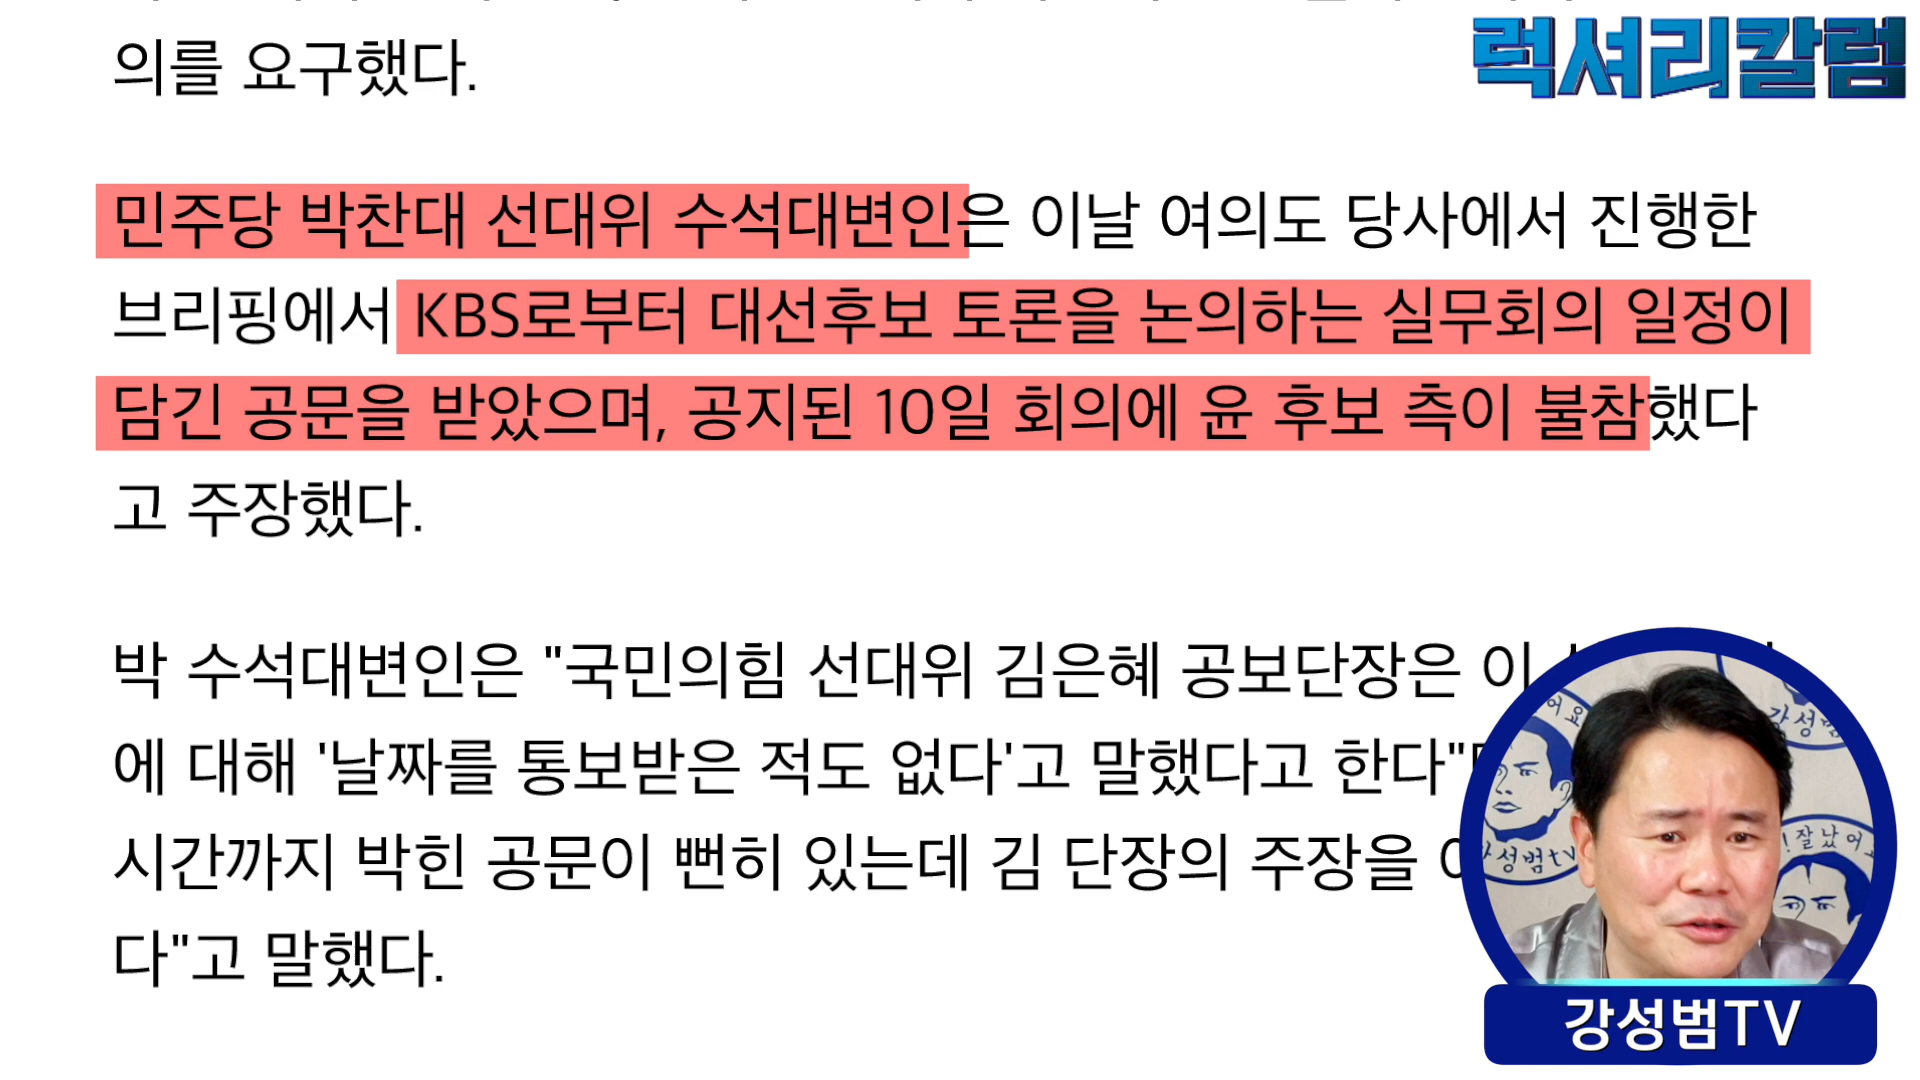 의를 요구했다.
럭셔리칼럼
민주당 박찬대 선대위 수석대변인은 이날 여의도 당사에서 진행한
브리핑에서 KBS로부터 대선후보 토론을 논의하는 실무회의 일정이
담긴 공문을 받았으며, 공지된 10일 회의에 윤 후보 측이 불참했다
고 주장했다.
박 수석대변인은 "국민의힘 선대위 김은혜 공보단장은 이
에 대해 '날짜를 통보받은 적도 없다'고 말했다고 한다"
시간까지 박힌 공문이 뻔히 있는데 김 단장의 주장을
다"고 말했다.
강성범TV